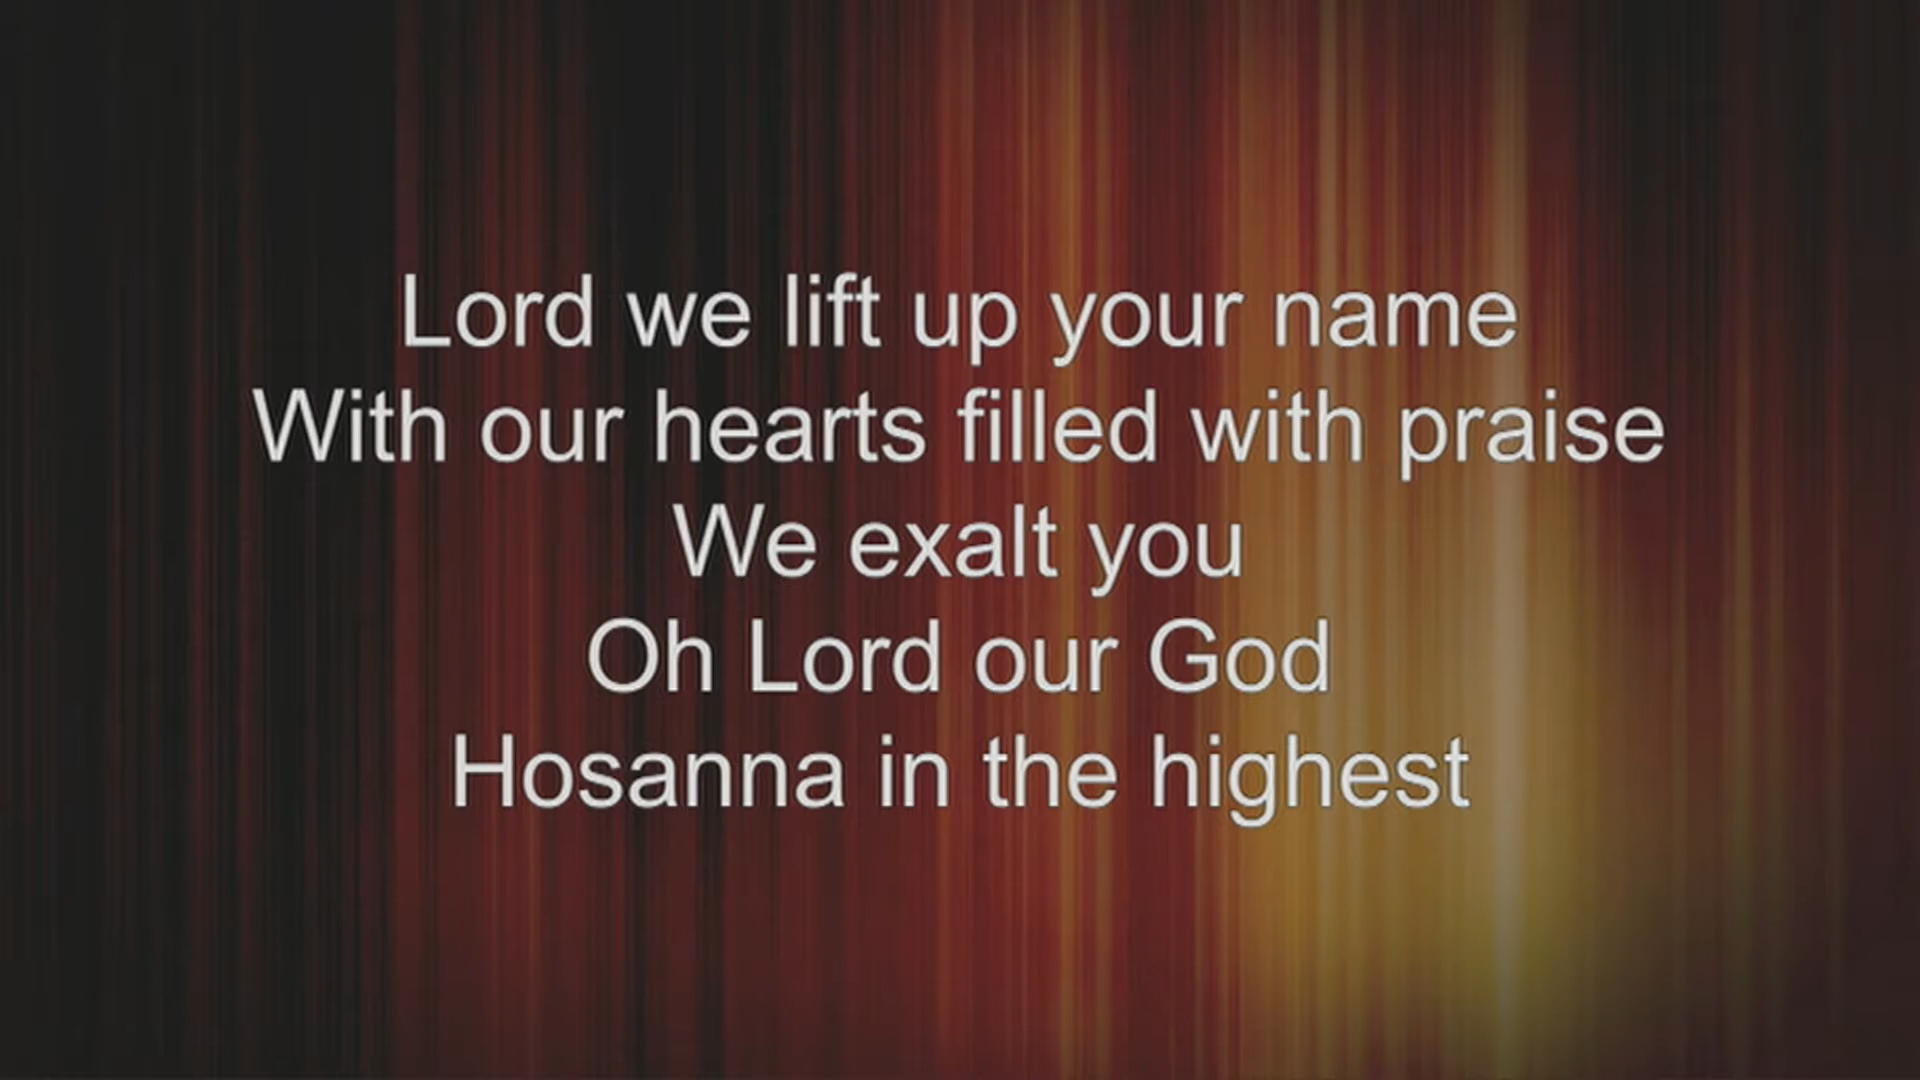 Lord we lift up your name
With our hearts filled with praise
We exalt you
Oh Lord our God
Hosanna in the highest